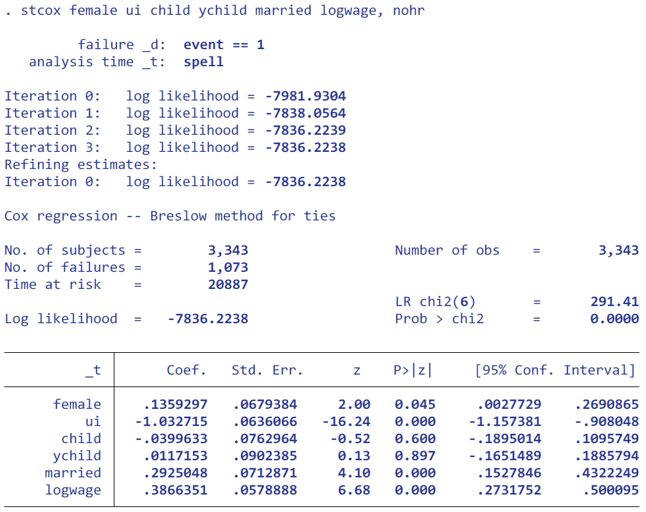 . stcox female ui child ychild married logwage, nohr
failure _d: event == 1
analysis time _t: spell
Iteration 0: log likelihood = -7981.9304
Iteration 1: log likelihood = -7838.0564
Iteration 2: log likelihood = -7836.2239
Iteration 3: log likelihood = -7836.2238
Refining estimates:
Iteration 0: log likelihood = -7836.2238
Cox regression -- Breslow method for ties
No. of subjects = 3,343 Number of obs = 3,343
No. of failures = 1,073
Time at risk = 20887
LR chi2(6) = 291.41
Log likelihood = -7836.2238 Prob > chi2 = 0.0000
_t Coef. Std. Err. z P>|z| [95% Conf. Interval]
female .1359297 .0679384 2.00 0.045 .0027729 .2690865
ui -1.032715 .0636066 -16.24 0.000 -1.157381 -.908048
child -.0399633 .0762964 -0.52 0.600 -.1895014 .1095749
ychild .0117153 .0902385 0.13 0.897 -.1651489 .1885794
married .2925048 .0712871 4.10 0.000 .1527846 .4322249
logwage .3866351 .0578888 6.68 0.000 .2731752 .500095